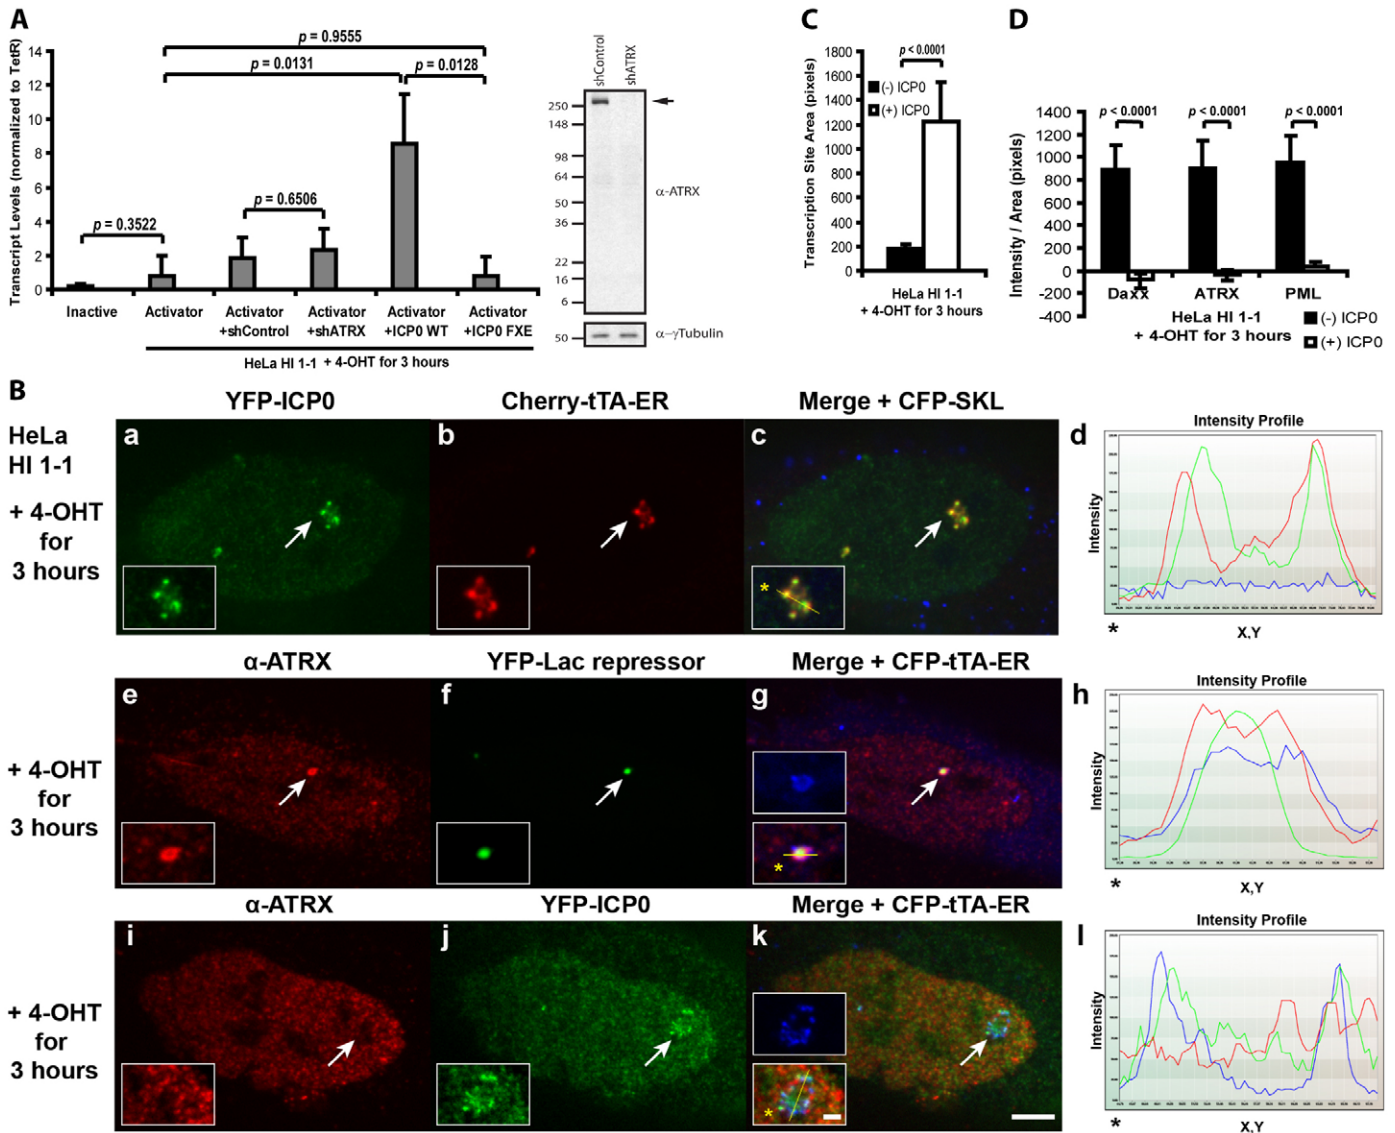 A
Transcript Levels (normalized to TetR)
14
12
10
8
6
4
2
0
p = 0.9555
p = 0.0131
p = 0.0128
p = 0.6506
p = 0.3522
Inactive
Activator
Activator
+shControl
Activator
+shATRX
Activator
+ICP0 WT
Activator
+ICP0 FXE
HeLa HI 1-1 + 4-OHT for 3 hours
shControl
shATRX
250
148
98
64
50
36
22
16
6
50
α-ATRX
α-γTubulin
C
Transcription Site Area (pixels)
1800
1600
1400
1200
1000
800
600
400
200
0
p < 0.0001
(-) ICP0
(+) ICP0
HeLa HI 1-1
+ 4-OHT for 3 hours
D
Intensity / Area (pixels)
1400
1200
1000
800
600
400
200
0
-200
-400
p < 0.0001
p < 0.0001
p < 0.0001
Daxx
ATRX
PML
HeLa HI 1-1
+ 4-OHT for 3 hours
(-) ICP0
(+) ICP0
B
YFP-ICP0
Cherry-tTA-ER
Merge + CFP-SKL
HeLa
HI 1-1
+ 4-OHT
for
3 hours
a
b
c
*
d
Intensity Profile
Intensity
*
X,Y
α-ATRX
YFP-Lac repressor
Merge + CFP-tTA-ER
+ 4-OHT
for
3 hours
e
f
g
*
h
Intensity Profile
Intensity
*
X,Y
α-ATRX
YFP-ICP0
Merge + CFP-tTA-ER
+ 4-OHT
for
3 hours
i
j
k
*
l
Intensity Profile
Intensity
*
X,Y